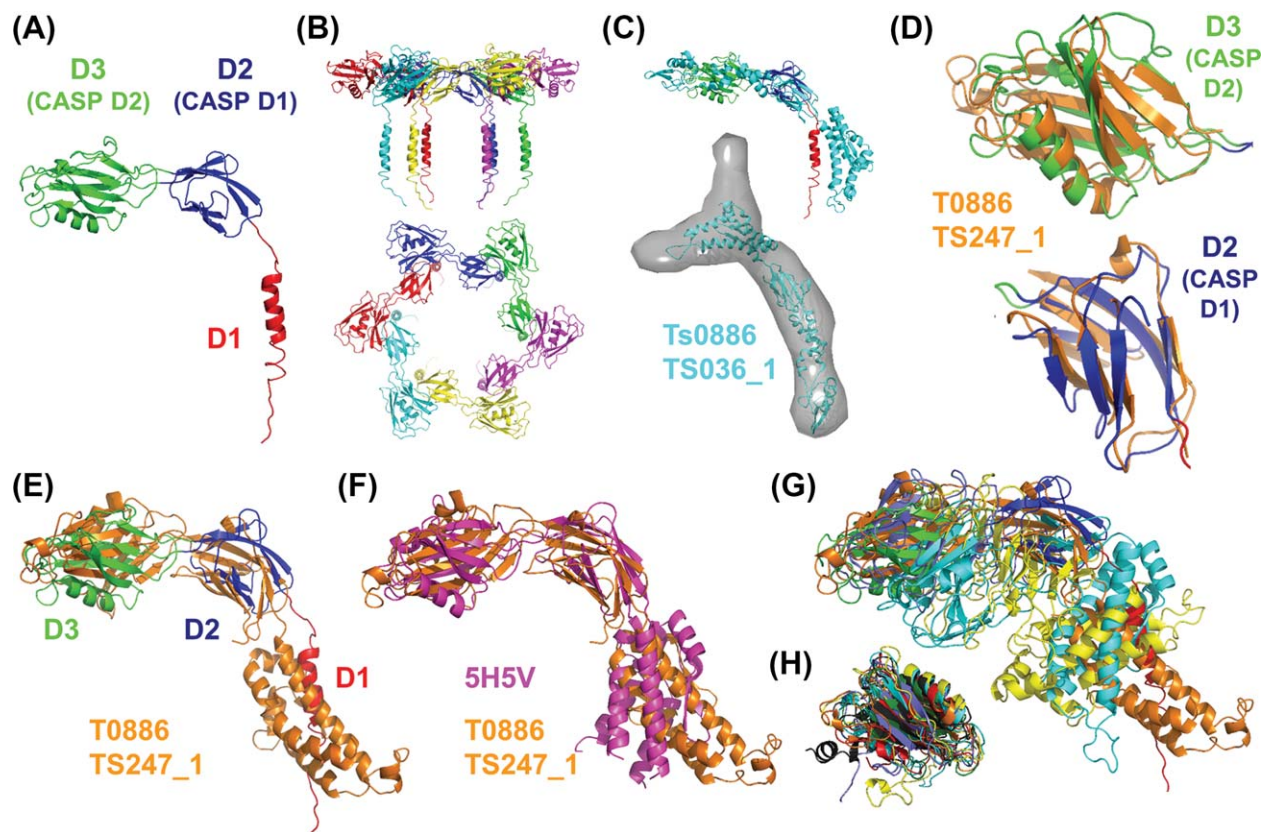 (A)
D3
(CASP D2)
D2
(CASP D1)
D1
(B)
(C)
Ts0886
TS036_1
(D)
D3
(CASP
D2)
T0886
TS247_1
D2
(CASP
D1)
(E)
D3
D2
D1
T0886
TS247_1
(F)
5H5V
T0886
TS247_1
(G)
(H)